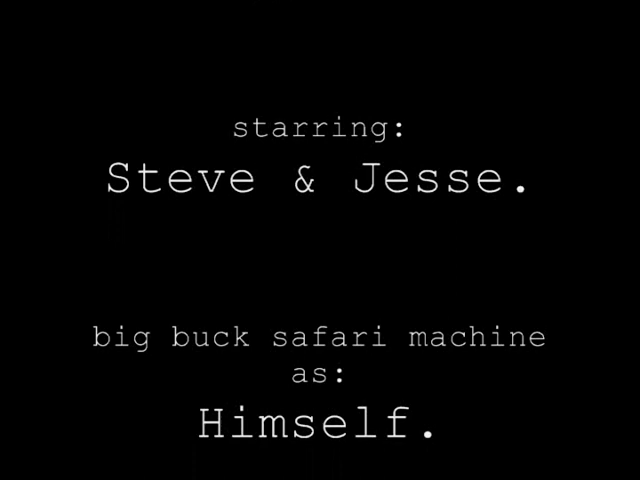 starring:
Steve & Jesse.
big buck safari machine
as:
Himself.